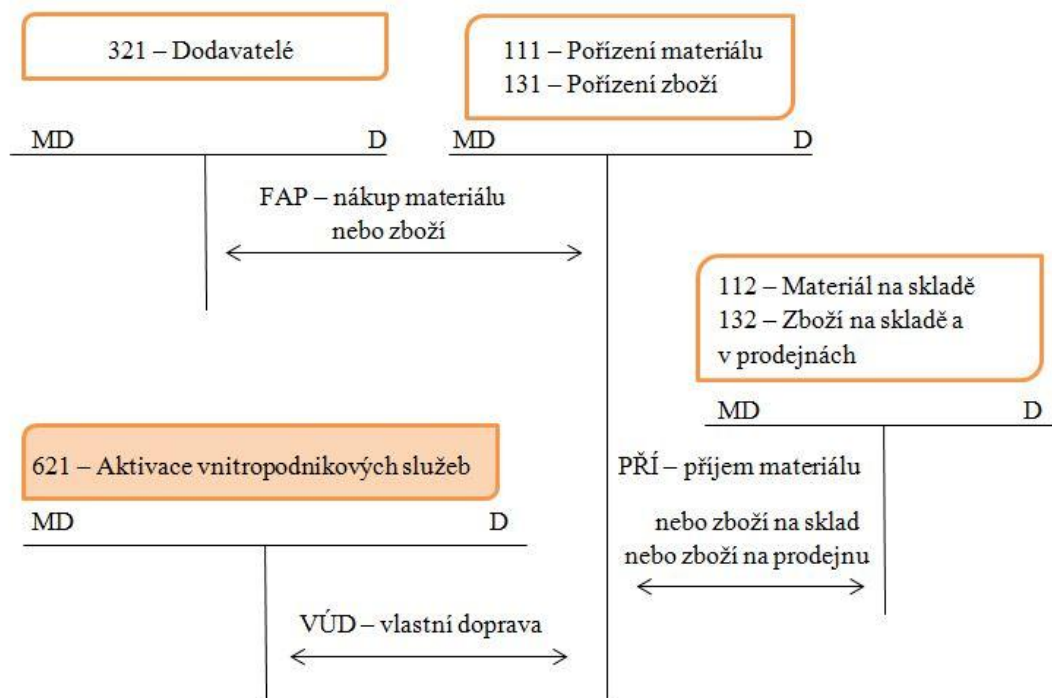 321 – Dodavatelé
111 – Pořízení materiálu
131 – Pořízení zboží
MD D
MD D
FAP – nákup materiálu
nebo zboží
112 – Materiál na skladě
132 – Zboží na skladě a
v prodejnách
MD D
621 – Aktivace vnitropodnikových služeb
MD D
PŘÍ – příjem materiálu
nebo zboží na sklad
nebo zboží na prodejnu
VÚD – vlastní doprava